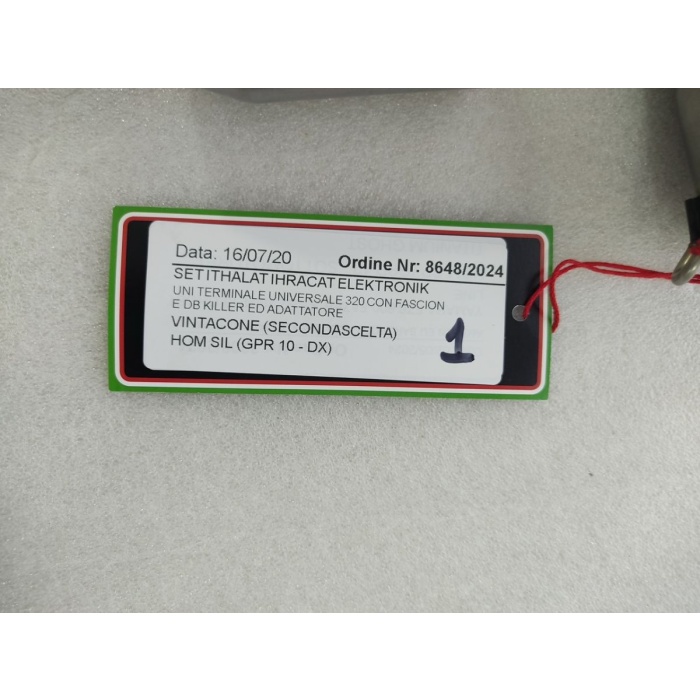 Data: 16/07/20 Ordine Nr: 8648/2024
SET ITHALAT IHRACAT ELEKTRONIK
UNI TERMINALE UNIVERSALE 320 CON FASCION
E DB KILLER ED ADATTATORE
VINTACONE (SECONDASCELTA)
HOM SIL (GPR 10 - DX)
1